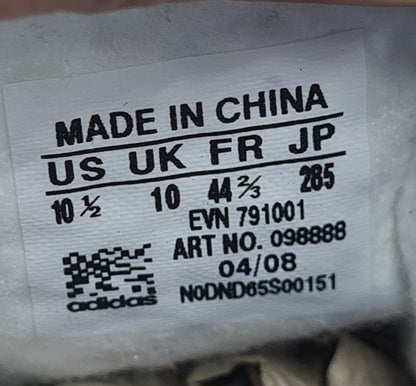 MADE IN CHINA
US UK FR JP
10 ½ 10 44 ⅔ 285
EVN 791001
ART NO. 098888
04/08
adidas N0DND65S00151